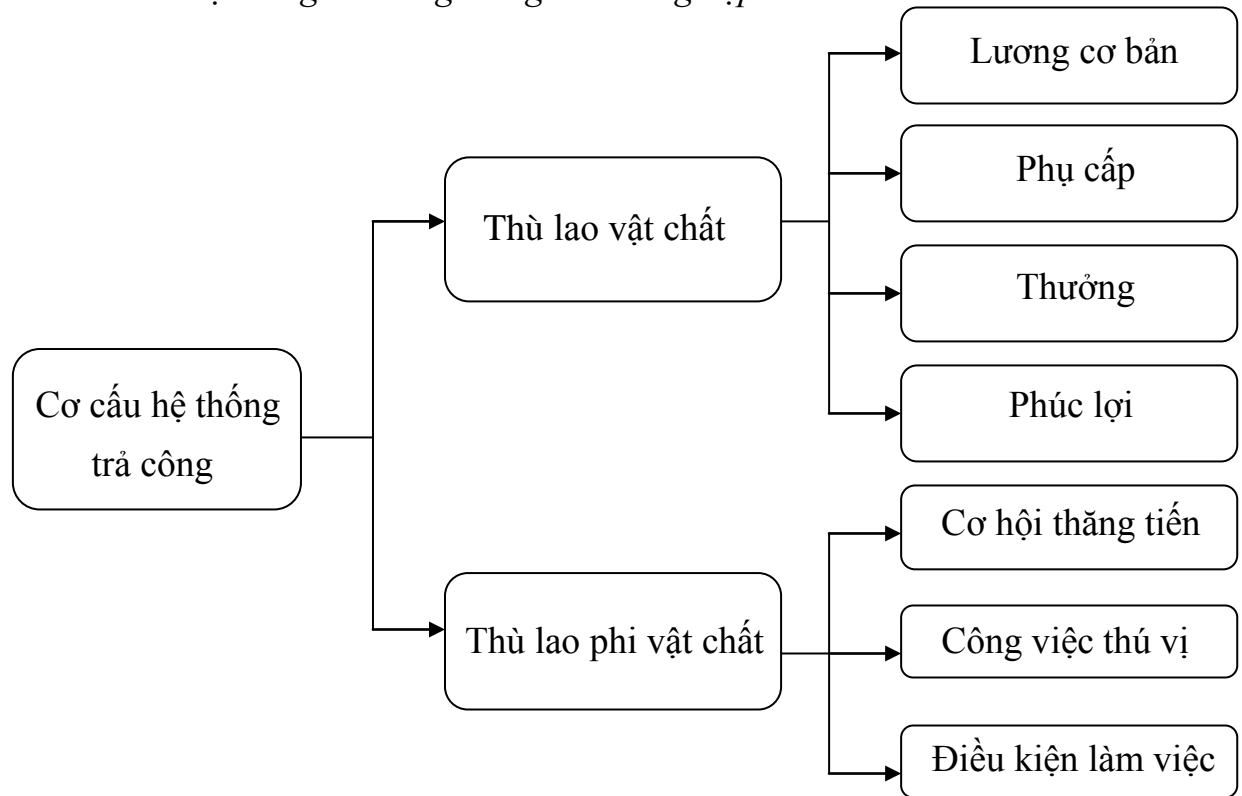 Lương cơ bản
Phụ cấp
Thù lao vật chất
Thưởng
Phúc lợi
Cơ cấu hệ thống
trả công
Cơ hội thăng tiến
Thù lao phi vật chất
Công việc thú vị
Điều kiện làm việc